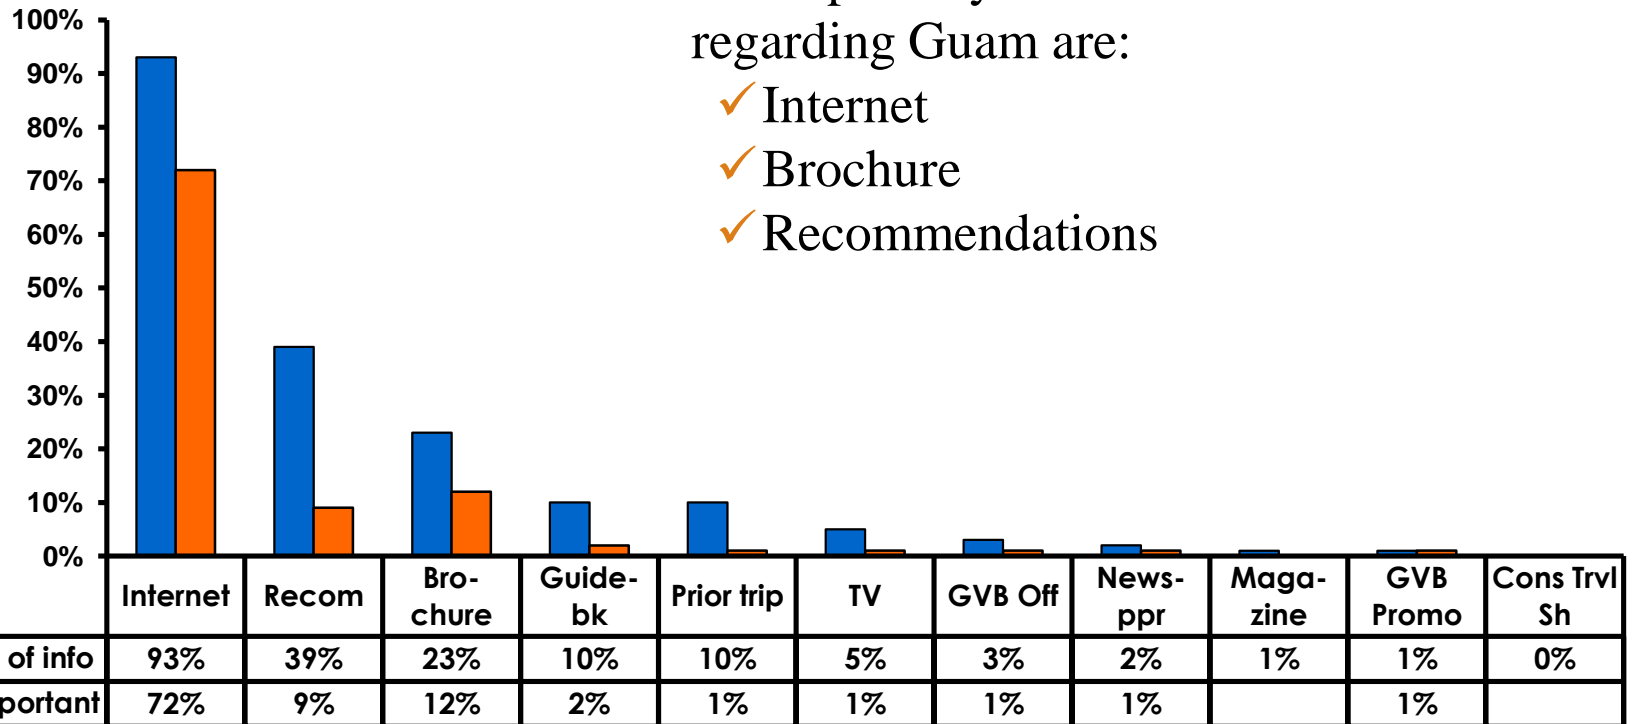 regarding Guam are:
✓Internet
✓Brochure
✓Recommendations
100%
90%
80%
70%
60%
50%
40%
30%
20%
10%
0%
Internet Recom Bro-chure Guide-bk Prior trip TV GVB Off News-ppr Maga-zine GVB Promo Cons Trvl Sh
of info 93% 39% 23% 10% 10% 5% 3% 2% 1% 1% 0%
portant 72% 9% 12% 2% 1% 1% 1% 1% 1%